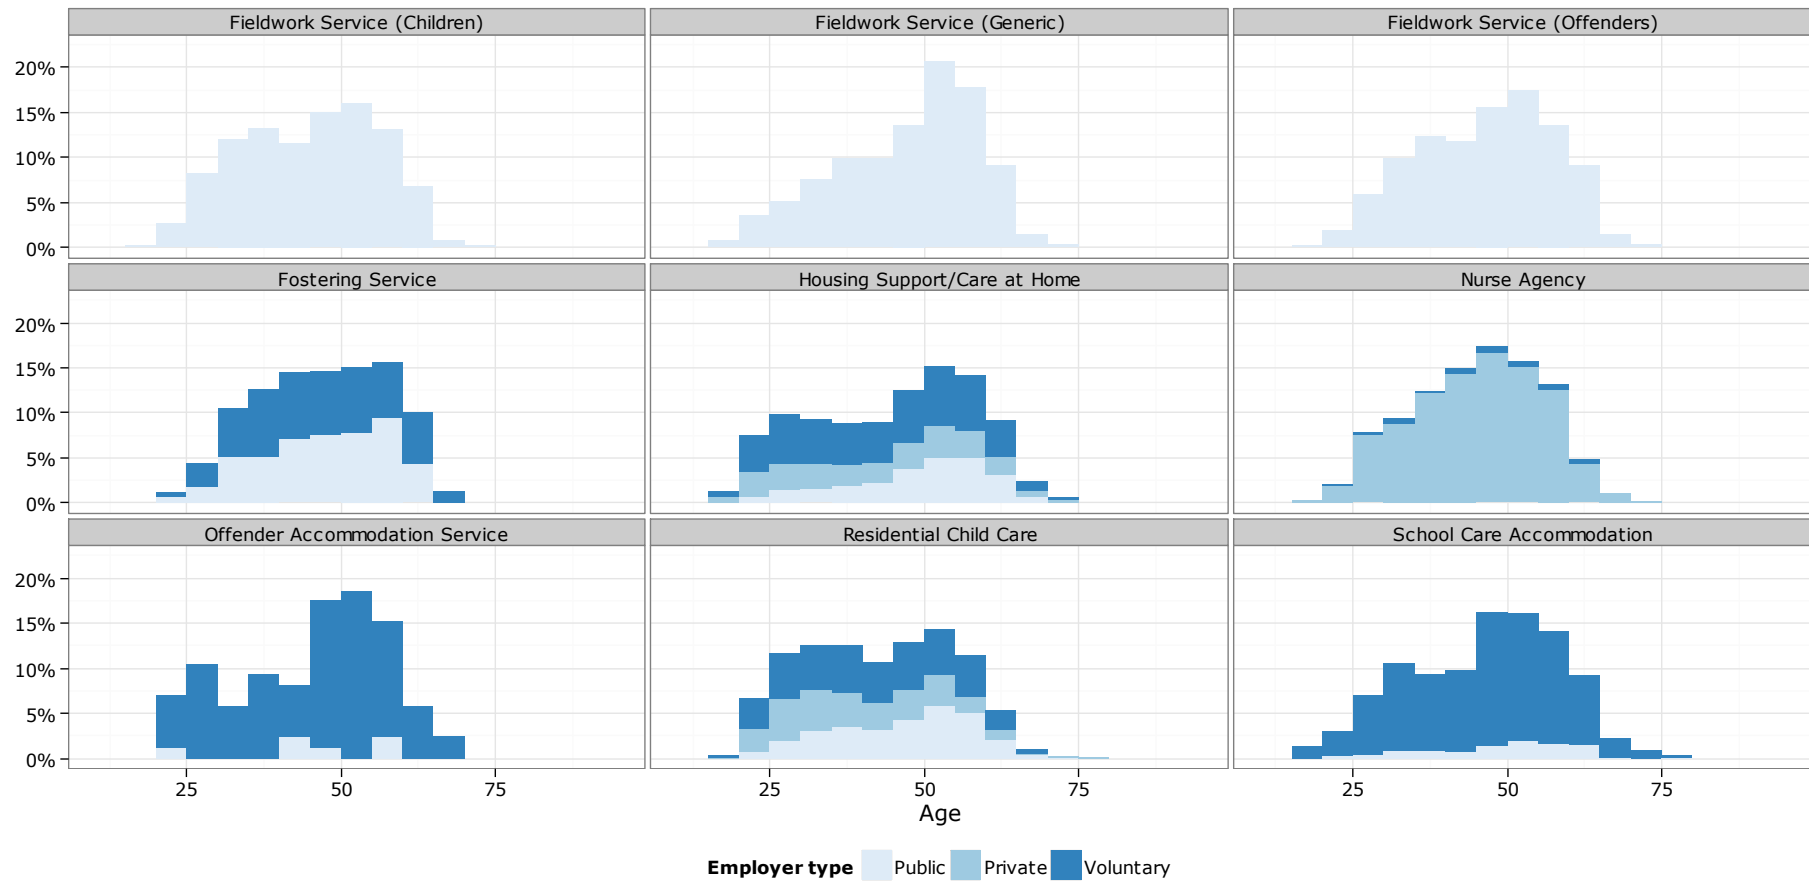 Fieldwork Service (Children) Fieldwork Service (Generic) Fieldwork Service (Offenders)
20%
15%
10%
5%
0%
Fostering Service Housing Support/Care at Home Nurse Agency
20%
15%
10%
5%
0%
Offender Accommodation Service Residential Child Care School Care Accommodation
20%
15%
10%
5%
0%
25 50 75 25 50 75 25 50 75
Age
Employer type Public Private Voluntary